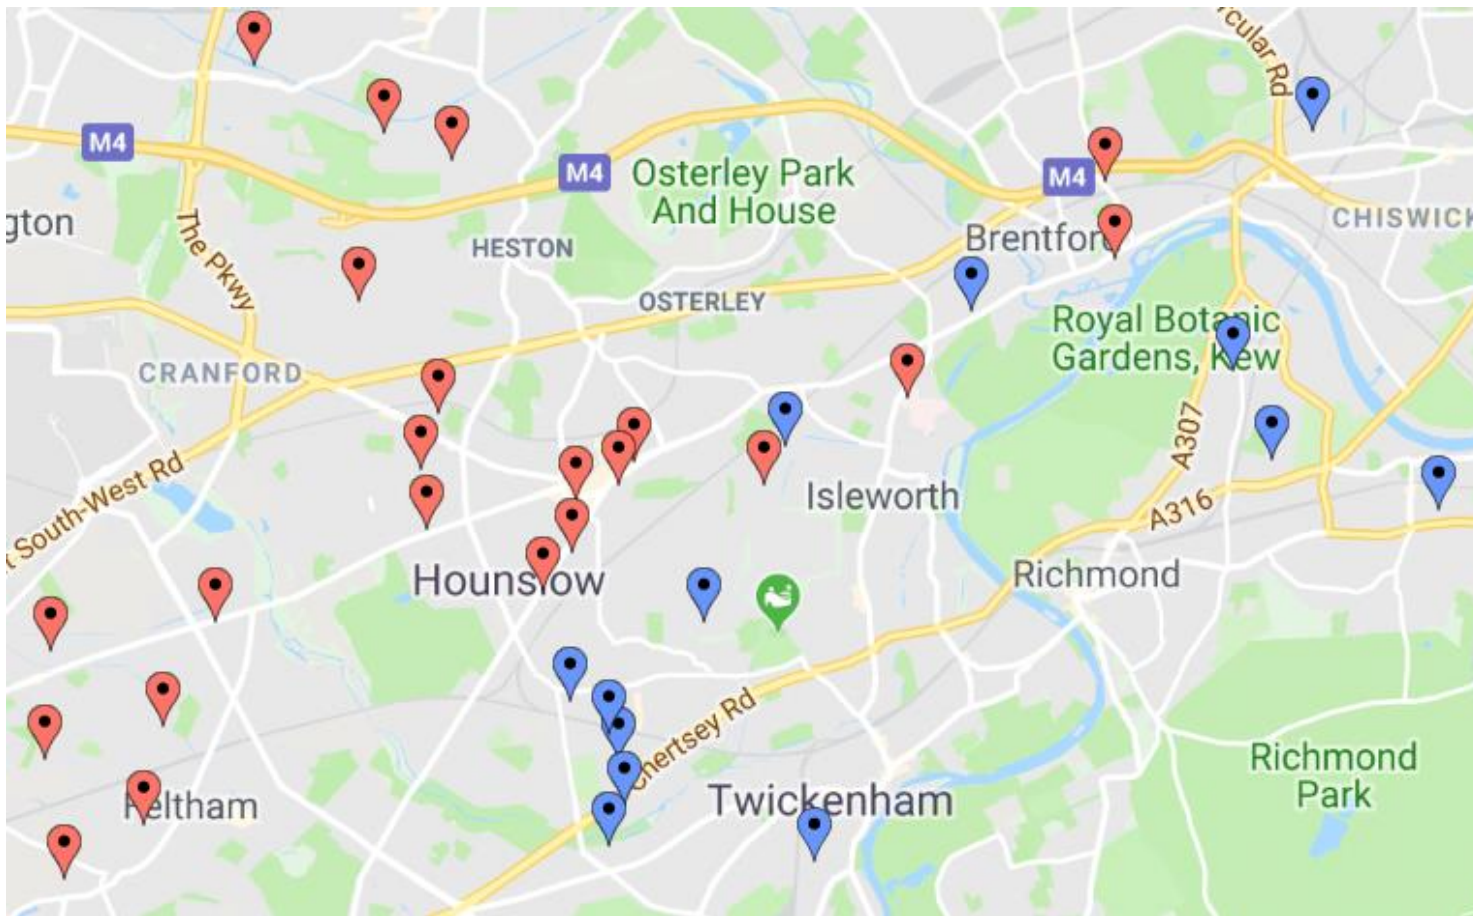 rcular Rd
M4
M4
Osterley Park
And House
M4
gton
The Pkwy
HESTON
Brentford
CHISWICK
OSTERLEY
Royal Botanic
Gardens, Kew
CRANFORD
A307
t South-West Rd
Isleworth
A316
Hounslow
Richmond
Chertsey Rd
Richmond
Park
Feltham
Twickenham